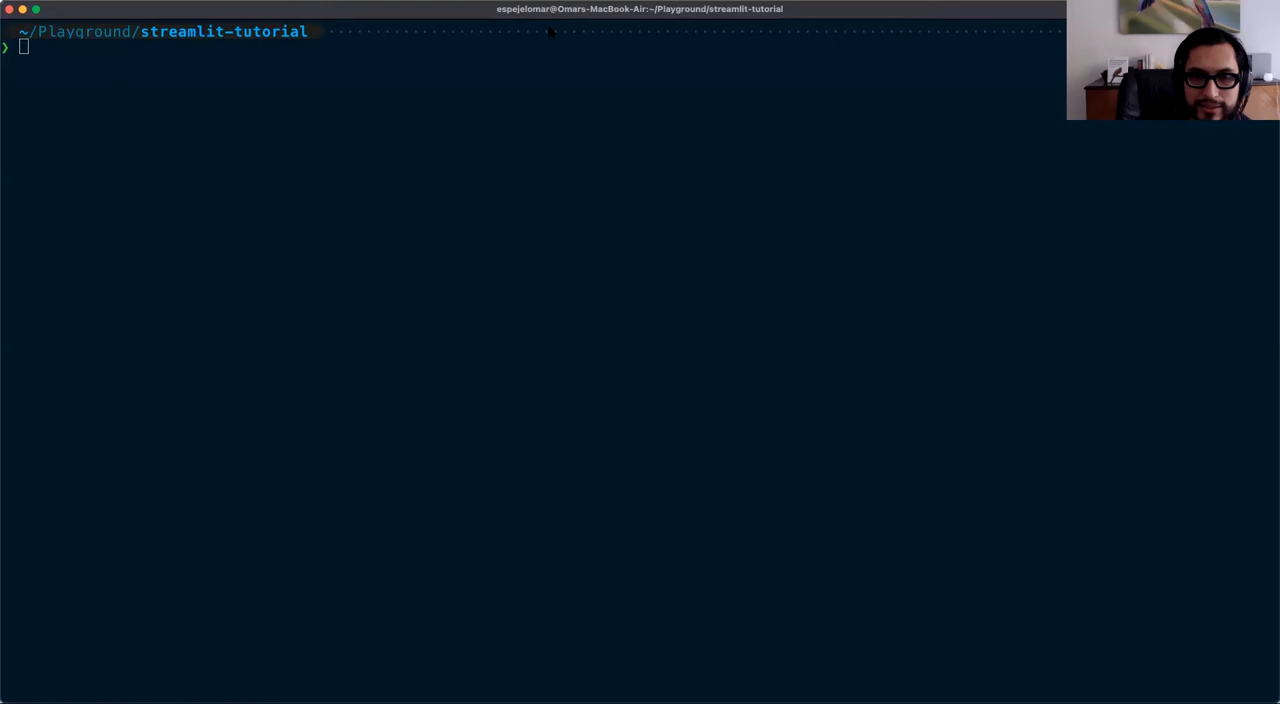 espejelomar@Omars-MacBook-Air:~/Playground/streamlit-tutorial
~/Playground/streamlit-tutorial
❯